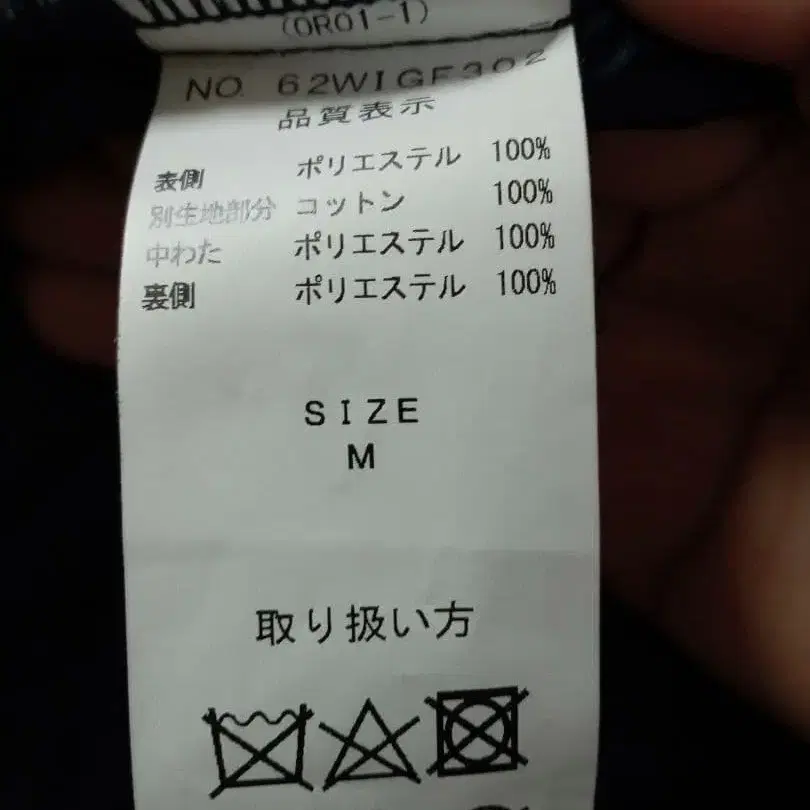 (OR01-1)
NO. 62WIGF302
品質表示
表側 ポリエステル 100%
別生地部分 コットン 100%
中わた ポリエステル 100%
裏側 ポリエステル 100%
SIZE
M
取り扱い方